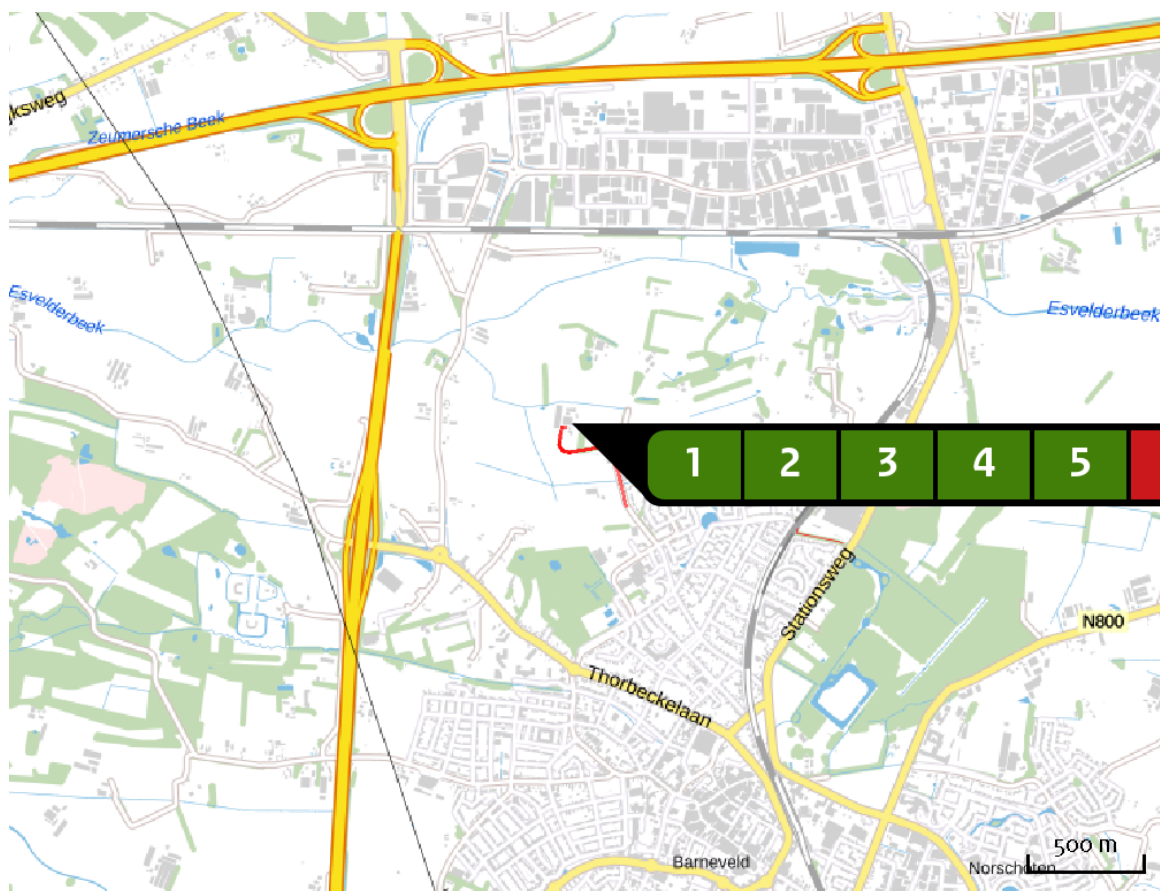 jksweg
Zeumersche Beek
Esvelderbeek
Esvelderbeek
1 2 3 4 5
Stationsweg
N800
Thorbeckelaan
500 m
Barneveld
Norschoten